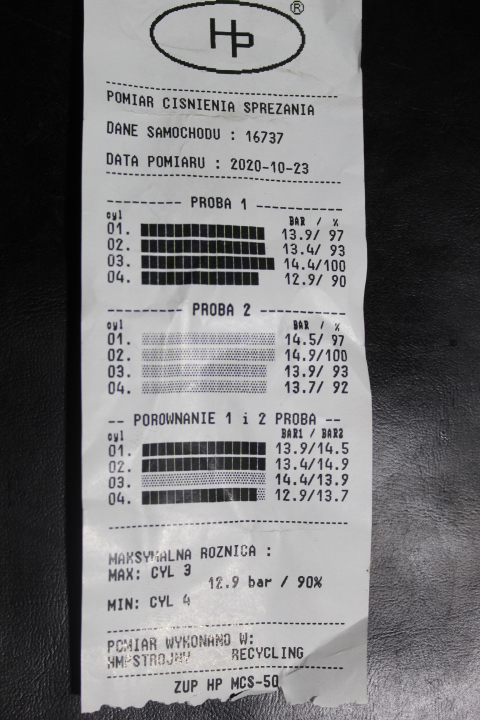 HP ®
POMIAR CISNIENIA SPREZANIA
DANE SAMOCHODU : 16737
DATA POMIARU : 2020-10-23
--------- PROBA 1 ----------
cyl BAR / %
01. 13.9/ 97
02. 13.4/ 93
03. 14.4/100
04. 12.9/ 90
--------- PROBA 2 ----------
cyl BAR / %
01. 14.5/ 97
02. 14.9/100
03. 13.9/ 93
04. 13.7/ 92
-- POROWNANIE 1 i 2 PROBA --
cyl BAR1 / BAR2
01. 13.9/14.5
02. 13.4/14.9
03. 14.4/13.9
04. 12.9/13.7
MAKSYMALNA ROZNICA :
MAX: CYL 3
12.9 bar / 90%
MIN: CYL 4
POMIAR WYKONANO W:
RECYCLING
ZUP HP MCS-50